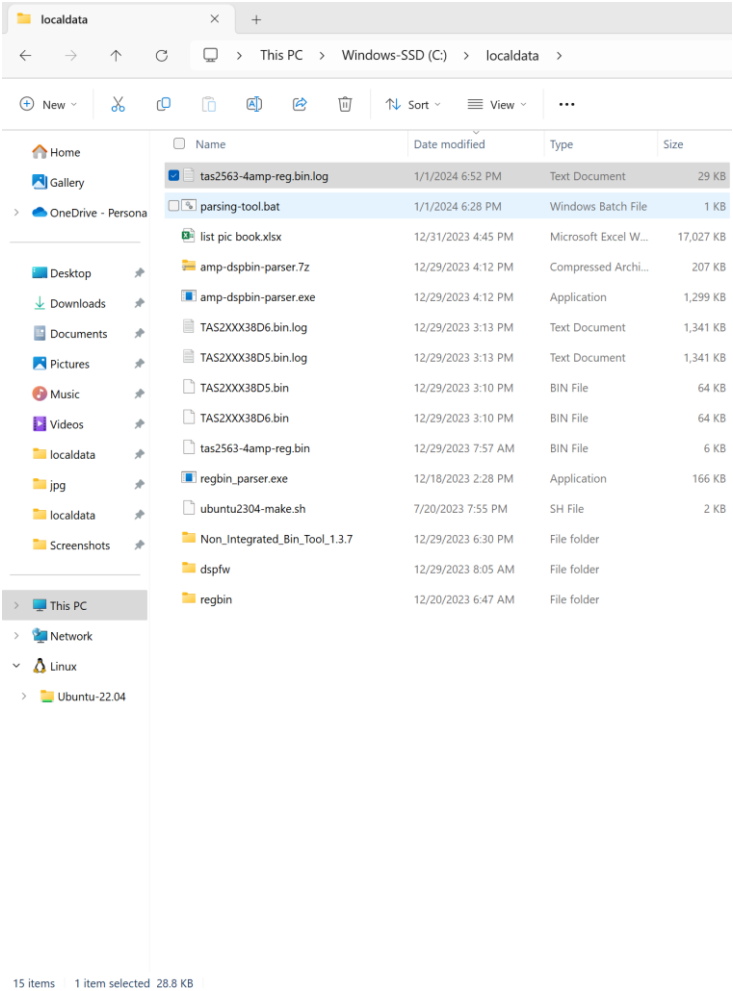 localdata
This PC > Windows-SSD (C:) > localdata >
New Sort View ...
Name Date modified Type Size
tas2563-4amp-reg.bin.log 1/1/2024 6:52 PM Text Document 29 KB
parsing-tool.bat 1/1/2024 6:28 PM Windows Batch File 1 KB
list pic book.xlsx 12/31/2023 4:45 PM Microsoft Excel W... 17,027 KB
amp-dspbin-parser.7z 12/29/2023 4:12 PM Compressed Archi... 207 KB
amp-dspbin-parser.exe 12/29/2023 4:12 PM Application 1,299 KB
TAS2XXX38D6.bin.log 12/29/2023 3:13 PM Text Document 1,341 KB
TAS2XXX38D5.bin.log 12/29/2023 3:13 PM Text Document 1,341 KB
TAS2XXX38D5.bin 12/29/2023 3:10 PM BIN File 64 KB
TAS2XXX38D6.bin 12/29/2023 3:10 PM BIN File 64 KB
tas2563-4amp-reg.bin 12/29/2023 7:57 AM BIN File 6 KB
regbin_parser.exe 12/18/2023 2:28 PM Application 166 KB
ubuntu2304-make.sh 7/20/2023 7:55 PM SH File 2 KB
Non_Integrated_Bin_Tool_1.3.7 12/29/2023 6:30 PM File folder
dspfw 12/29/2023 8:05 AM File folder
regbin 12/20/2023 6:47 AM File folder
Home
Gallery
OneDrive - Persona
Desktop
Downloads
Documents
Pictures
Music
Videos
localdata
jpg
localdata
Screenshots
This PC
Network
Linux
Ubuntu-22.04
15 items 1 item selected 28.8 KB